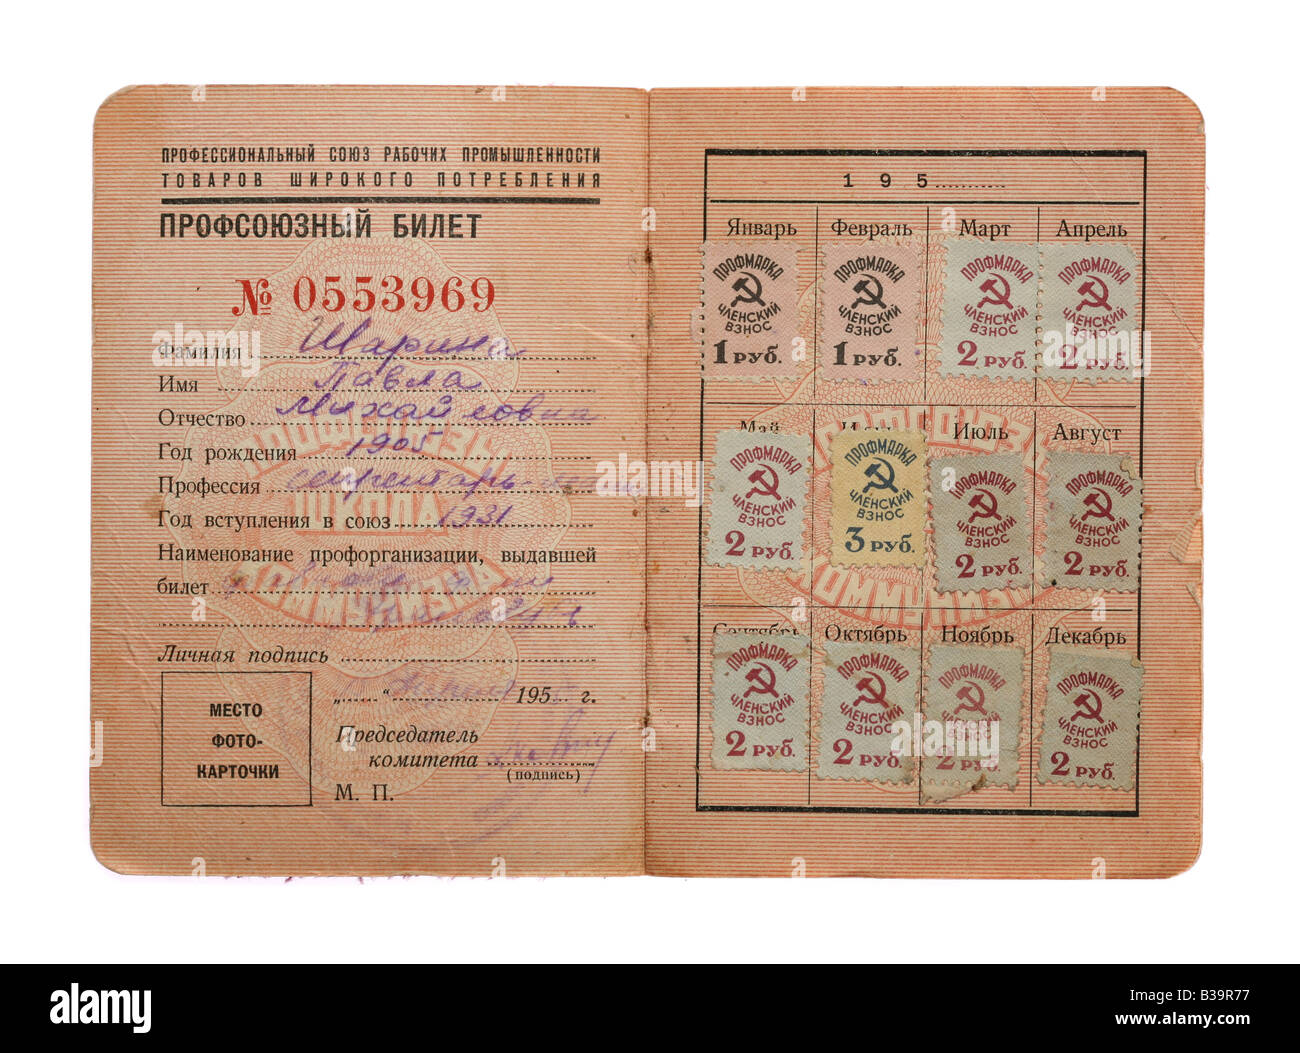 ПРОФЕССИОНАЛЬНЫЙ СОЮЗ РАБОЧИХ ПРОМЫШЛЕННОСТИ
ТОВАРОВ ШИРОКОГО ПОТРЕБЛЕНИЯ
ПРОФСОЮЗНЫЙ БИЛЕТ
№ 0553969
Фамилия Шарина
Имя Павла
Отчество Михайловна
Год рождения 1905
Профессия секретарь
Год вступления в союз 1931
Наименование профорганизации, выдавшей
билет
Личная подпись
„ “ 195 г.
МЕСТО
ФОТО-
КАРТОЧКИ
Председатель
комитета
(подпись)
М. П.
ПРОФСОЮЗЫ
ШКОЛА
КОММУНИЗМА
195
Январь Февраль Март Апрель
ПРОФМАРКА ПРОФМАРКА ПРОФМАРКА ПРОФМАРКА
ЧЛЕНСКИЙ ЧЛЕНСКИЙ ЧЛЕНСКИЙ ЧЛЕНСКИЙ
ВЗНОС ВЗНОС ВЗНОС ВЗНОС
1 РУБ. 1 РУБ. 2 РУБ. 2 РУБ.
Май Июль Август
ПРОФМАРКА ПРОФМАРКА ПРОФМАРКА ПРОФМАРКА
ЧЛЕНСКИЙ ЧЛЕНСКИЙ ЧЛЕНСКИЙ ЧЛЕНСКИЙ
ВЗНОС ВЗНОС ВЗНОС ВЗНОС
2 РУБ. 3 РУБ. 2 РУБ. 2 РУБ.
Сентябрь Октябрь Ноябрь Декабрь
ПРОФМАРКА ПРОФМАРКА ПРОФМАРКА ПРОФМАРКА
ЧЛЕНСКИЙ ЧЛЕНСКИЙ ЧЛЕНСКИЙ ЧЛЕНСКИЙ
ВЗНОС ВЗНОС ВЗНОС ВЗНОС
2 РУБ. 2 РУБ. 2 РУБ. 2 РУБ.
alamy
Image ID: B39R77
www.alamy.com